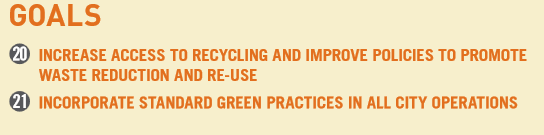 GOALS
20 INCREASE ACCESS TO RECYCLING AND IMPROVE POLICIES TO PROMOTE
WASTE REDUCTION AND RE-USE
21 INCORPORATE STANDARD GREEN PRACTICES IN ALL CITY OPERATIONS